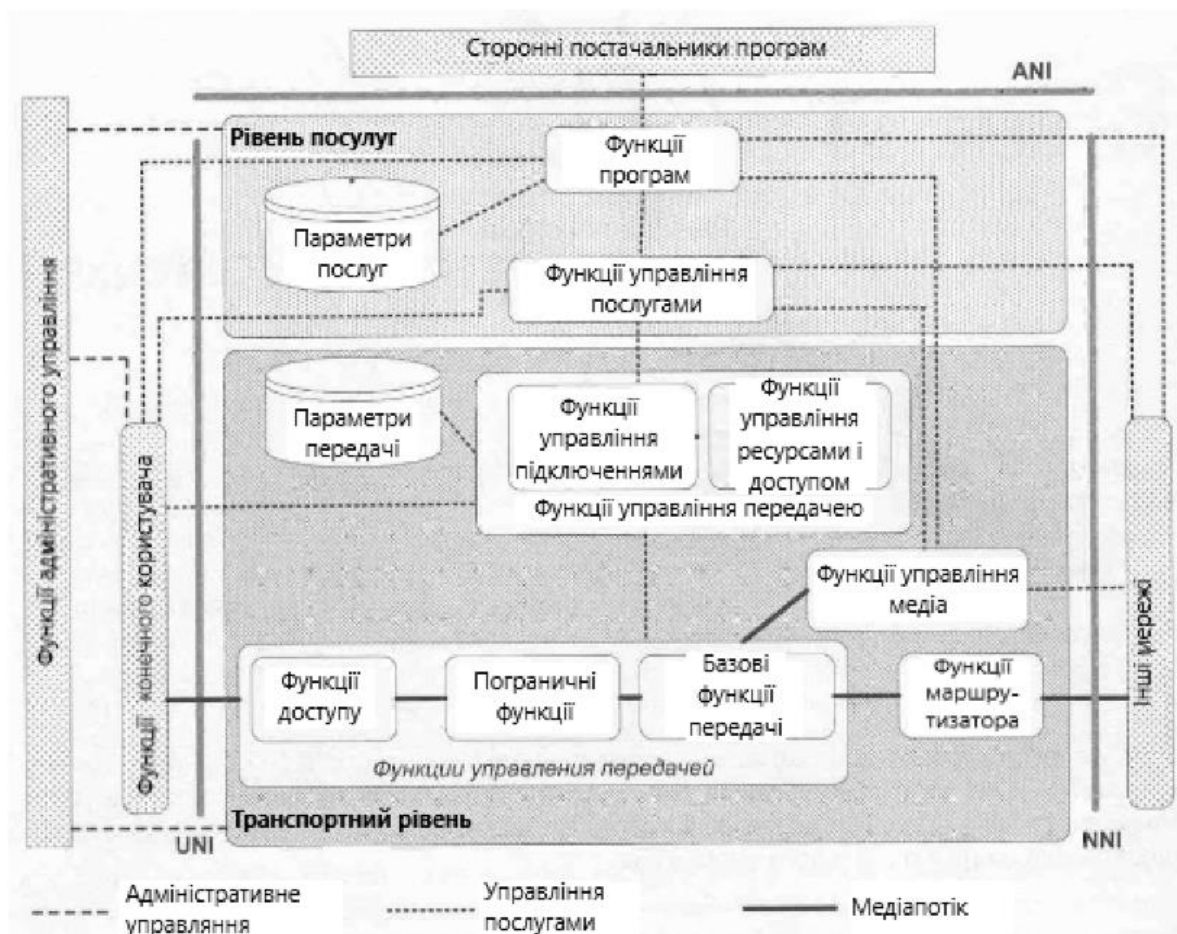 Сторонні постачальники програм
ANI
Рівень посулуг
Функції
програм
Параметри
послуг
Функції управління
послугами
Функції адміністративного управління
Функції конечного користувача
Параметри
передачі
Функції
управління
підключеннями
Функції
управління
ресурсами і
доступом
Функції управління передачею
Функції управління
медіа
Інші мережі
Функції
доступу
Пограничні
функції
Базові
функції
передачі
Функції
маршру-
тизатора
Функции управления передачей
Транспортний рівень
UNI
NNI
Адміністративне
управляння
Управління
послугами
Медіапотік